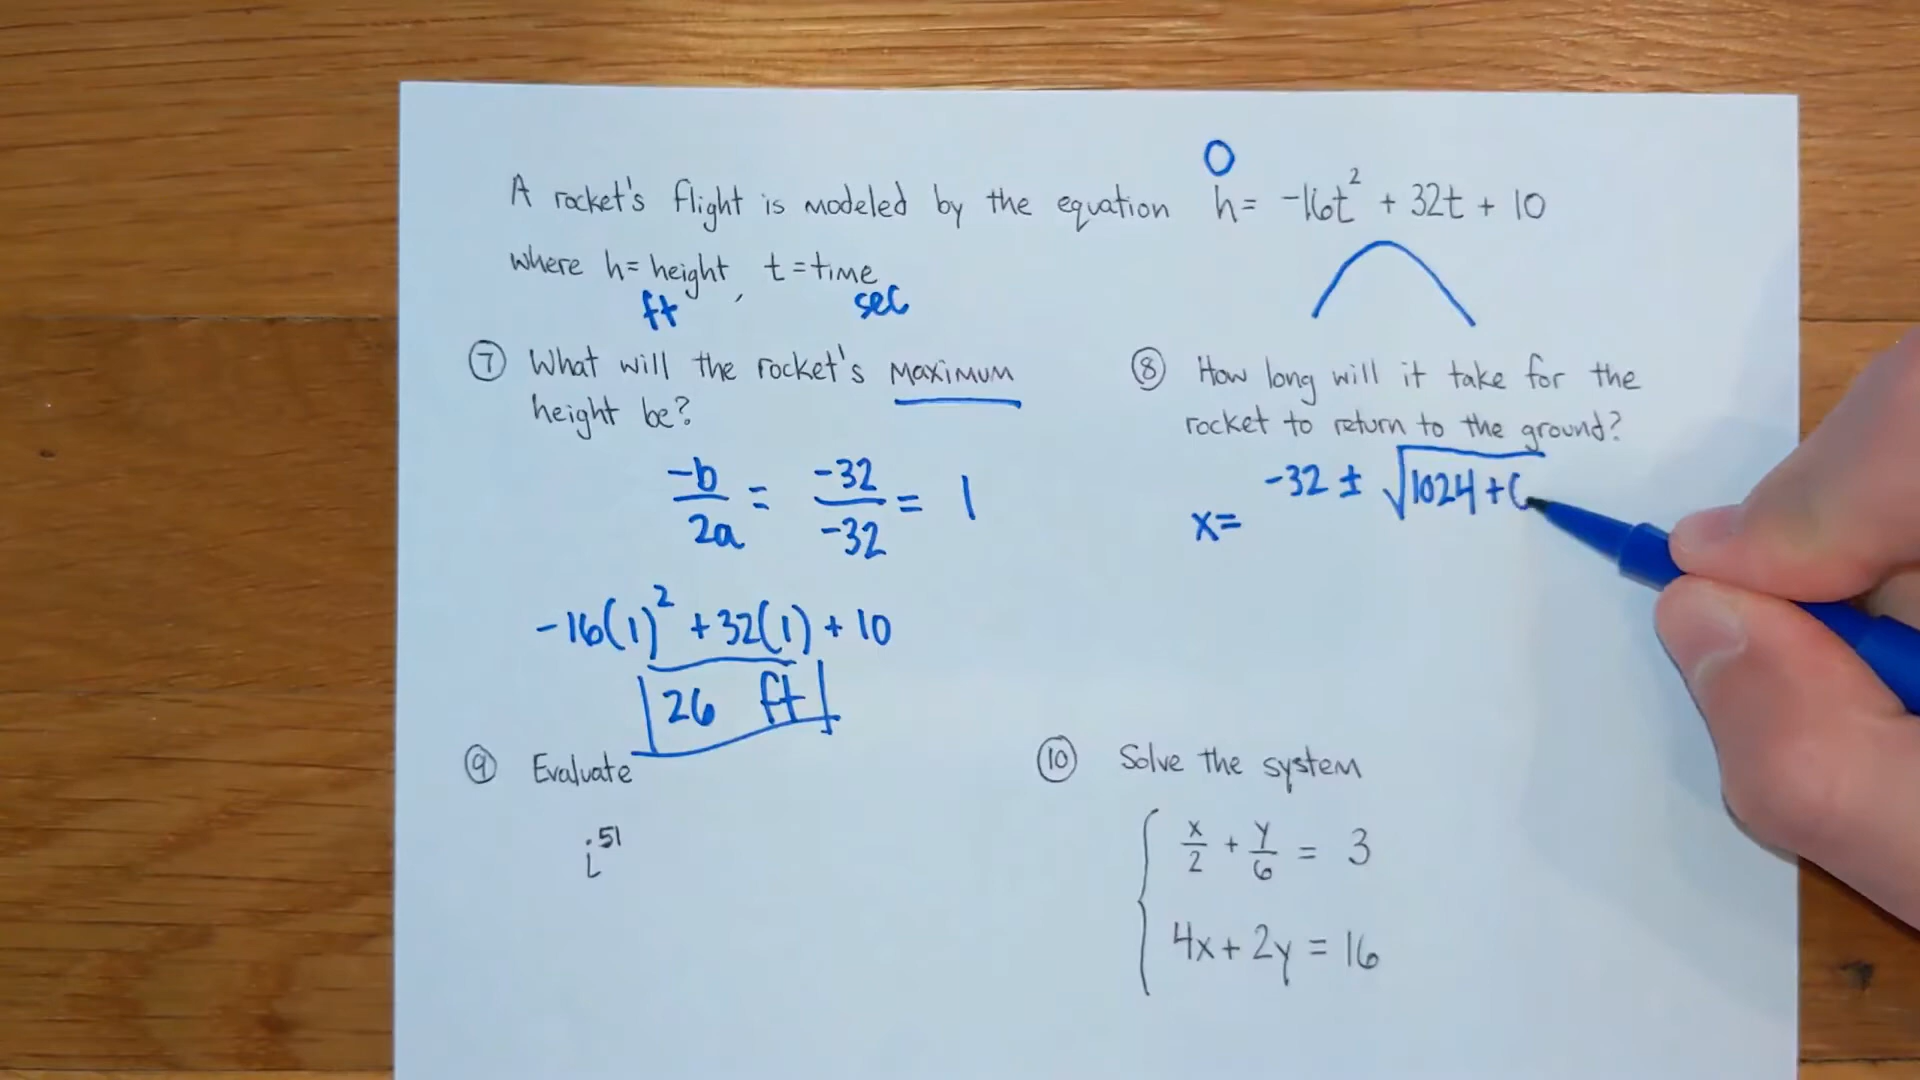 0
A rocket's flight is modeled by the equation h = -16t² + 32t + 10
where h = height, t = time
ft sec
⑦ What will the rocket's maximum
height be?
-b/2a = -32/-32 = 1
-16(1)² + 32(1) + 10
26 ft
⑧ How long will it take for the
rocket to return to the ground?
x = -32 ± √1024 +
⑨ Evaluate
i⁵¹
⑩ Solve the system
x/2 + y/6 = 3
4x + 2y = 16